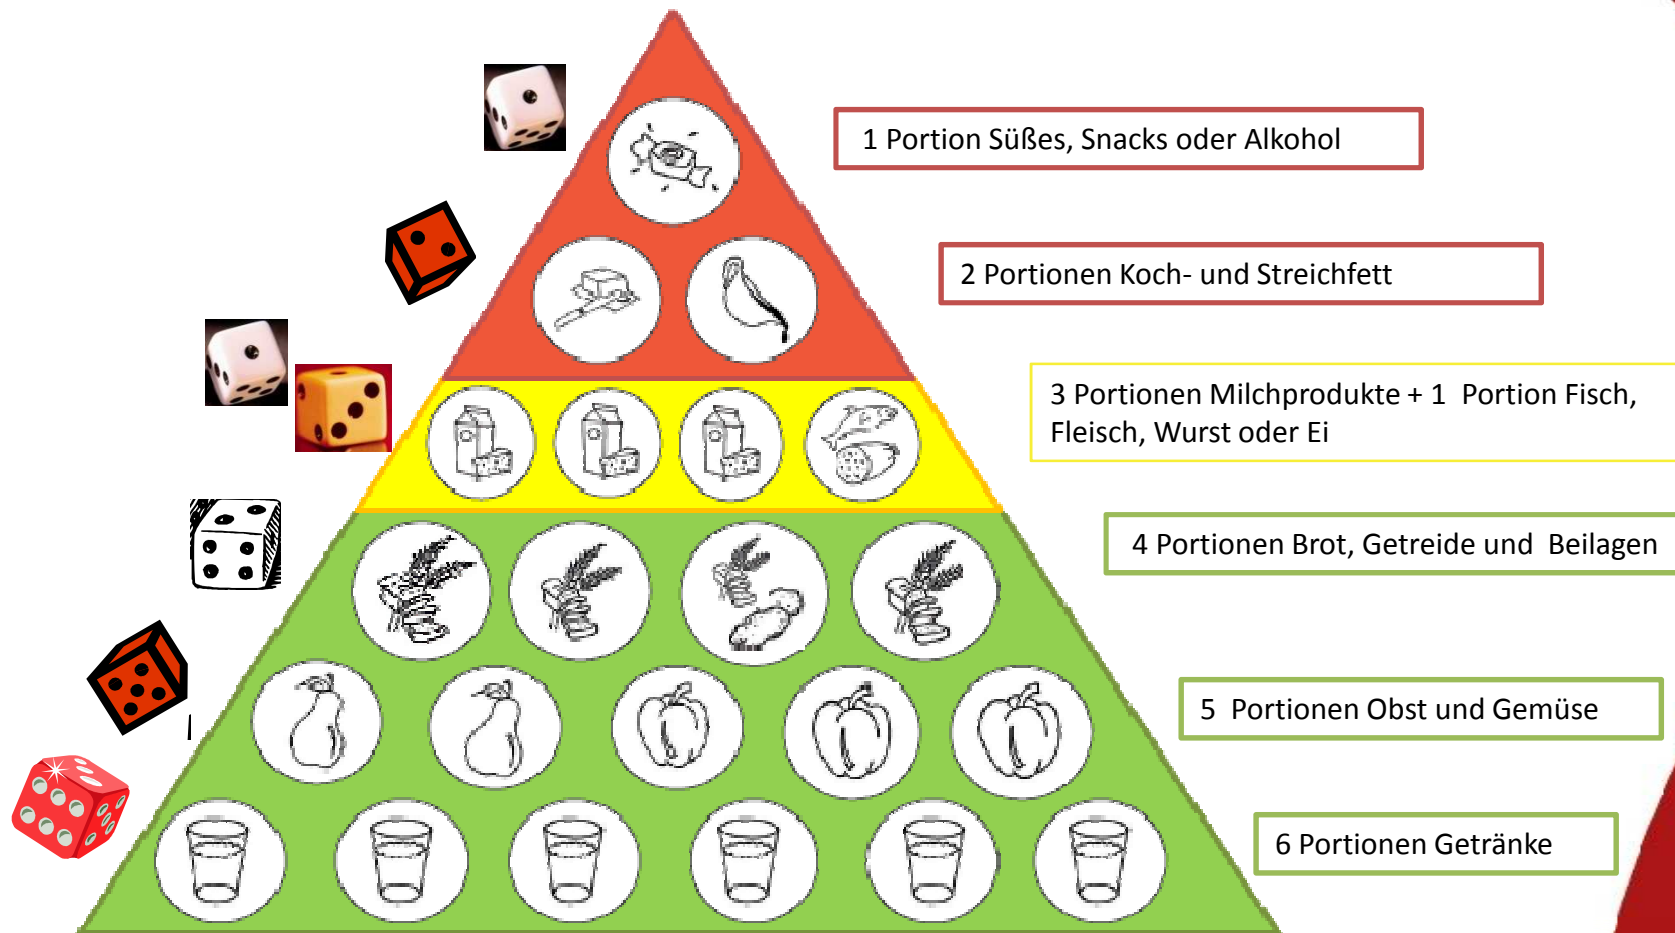 1 Portion Süßes, Snacks oder Alkohol
2 Portionen Koch- und Streichfett
3 Portionen Milchprodukte + 1 Portion Fisch,
Fleisch, Wurst oder Ei
4 Portionen Brot, Getreide und Beilagen
5 Portionen Obst und Gemüse
6 Portionen Getränke